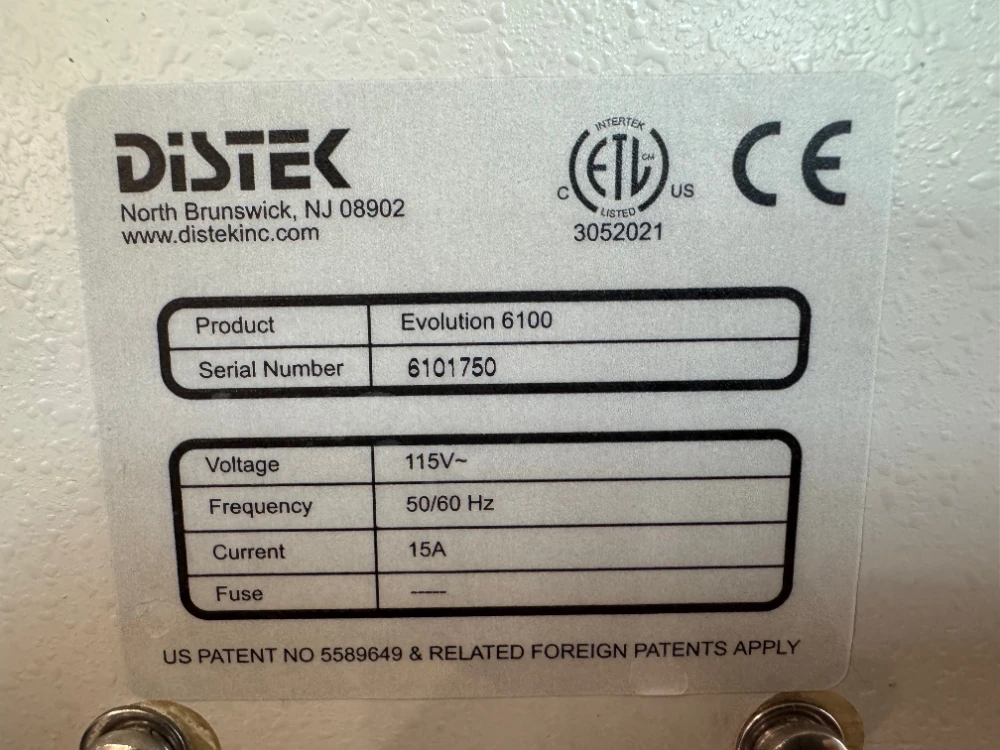 DiSTEK
North Brunswick, NJ 08902
www.distekinc.com
INTERTEK
C ETL CM US
LISTED
3052021
CE
Product Evolution 6100
Serial Number 6101750
Voltage 115V~
Frequency 50/60 Hz
Current 15A
Fuse -----
US PATENT NO 5589649 & RELATED FOREIGN PATENTS APPLY